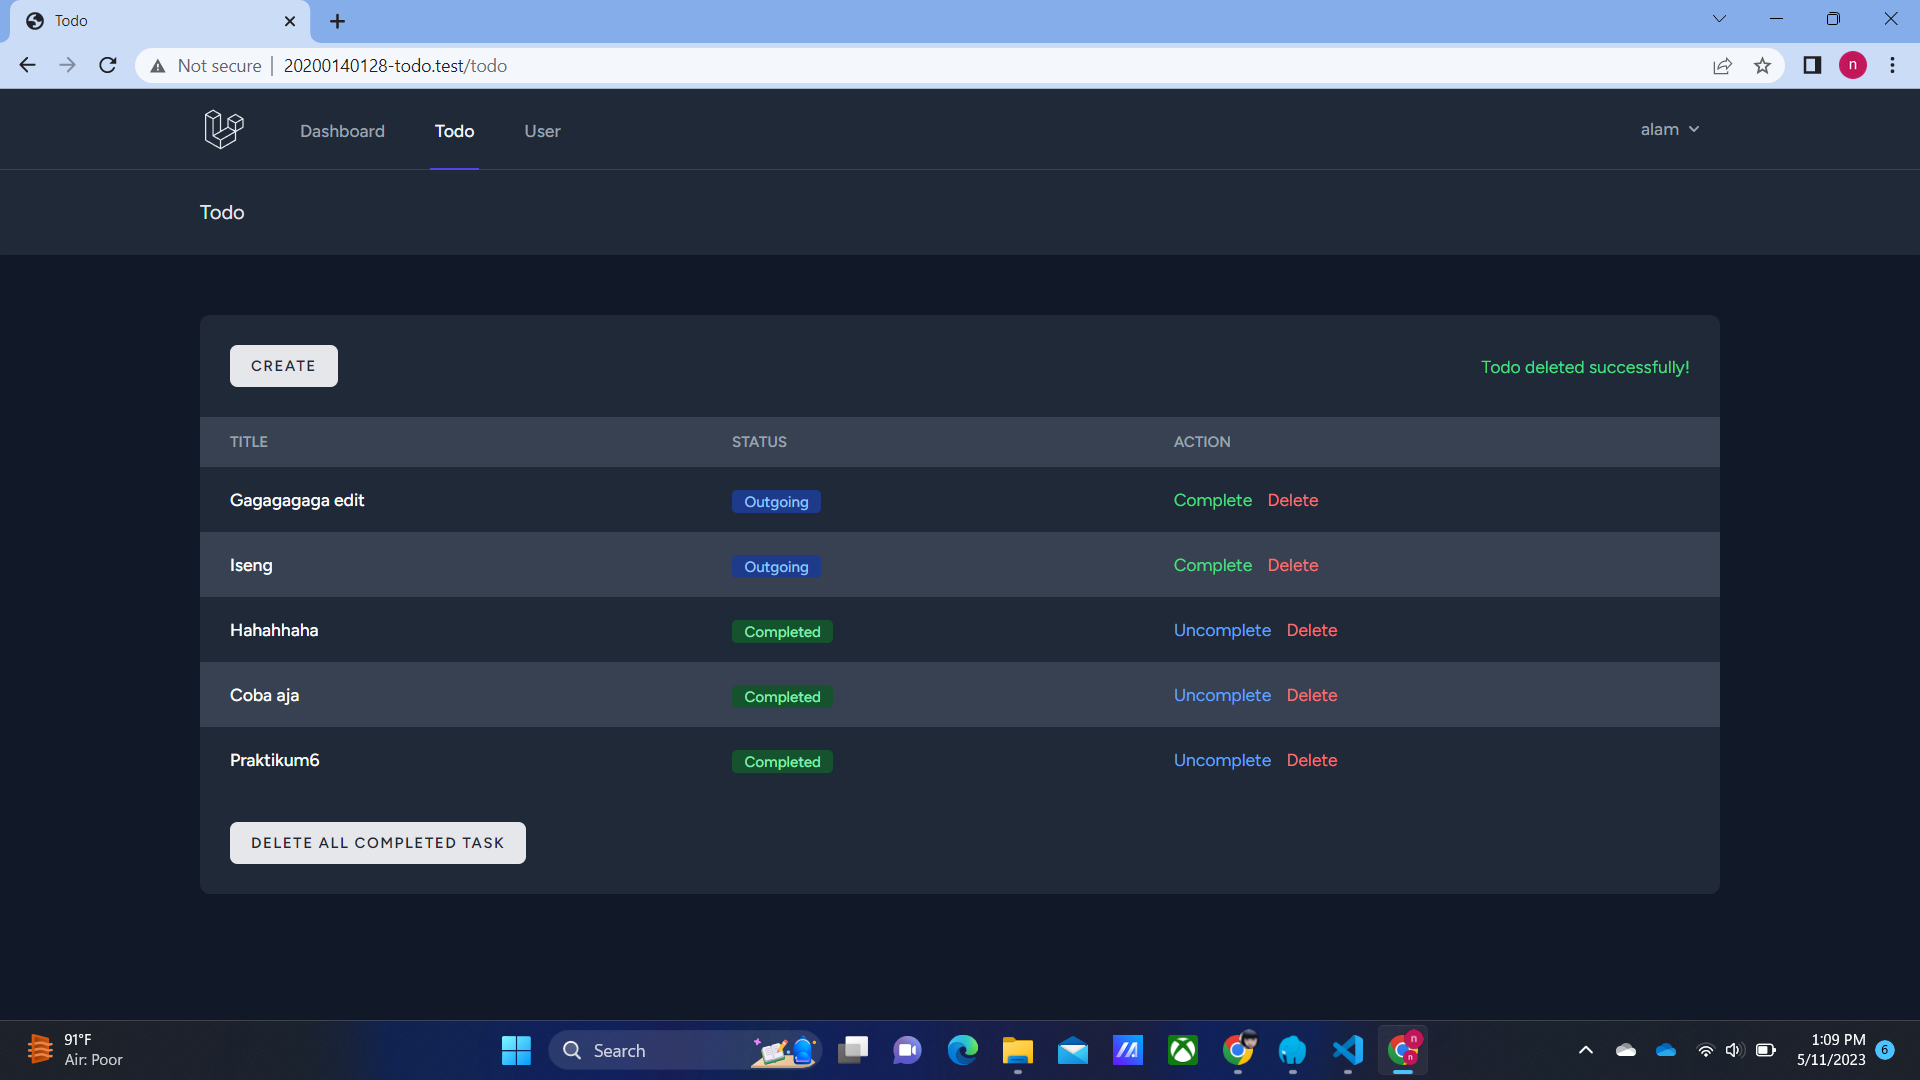 Todo
Not secure
20200140128-todo.test/todo
n
Dashboard
Todo
User
alam
Todo
CREATE
Todo deleted successfully!
TITLE STATUS ACTION
Gagagagaga edit Outgoing Complete Delete
Iseng Outgoing Complete Delete
Hahahhaha Completed Uncomplete Delete
Coba aja Completed Uncomplete Delete
Praktikum6 Completed Uncomplete Delete
DELETE ALL COMPLETED TASK
91°F
Air: Poor
Search
n
n
1:09 PM
5/11/2023
6